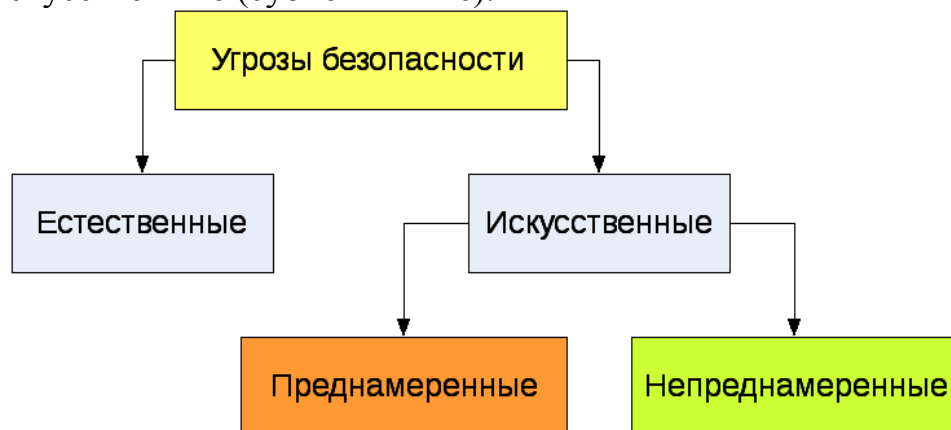 Угрозы безопасности
Естественные
Искусственные
Преднамеренные
Непреднамеренные